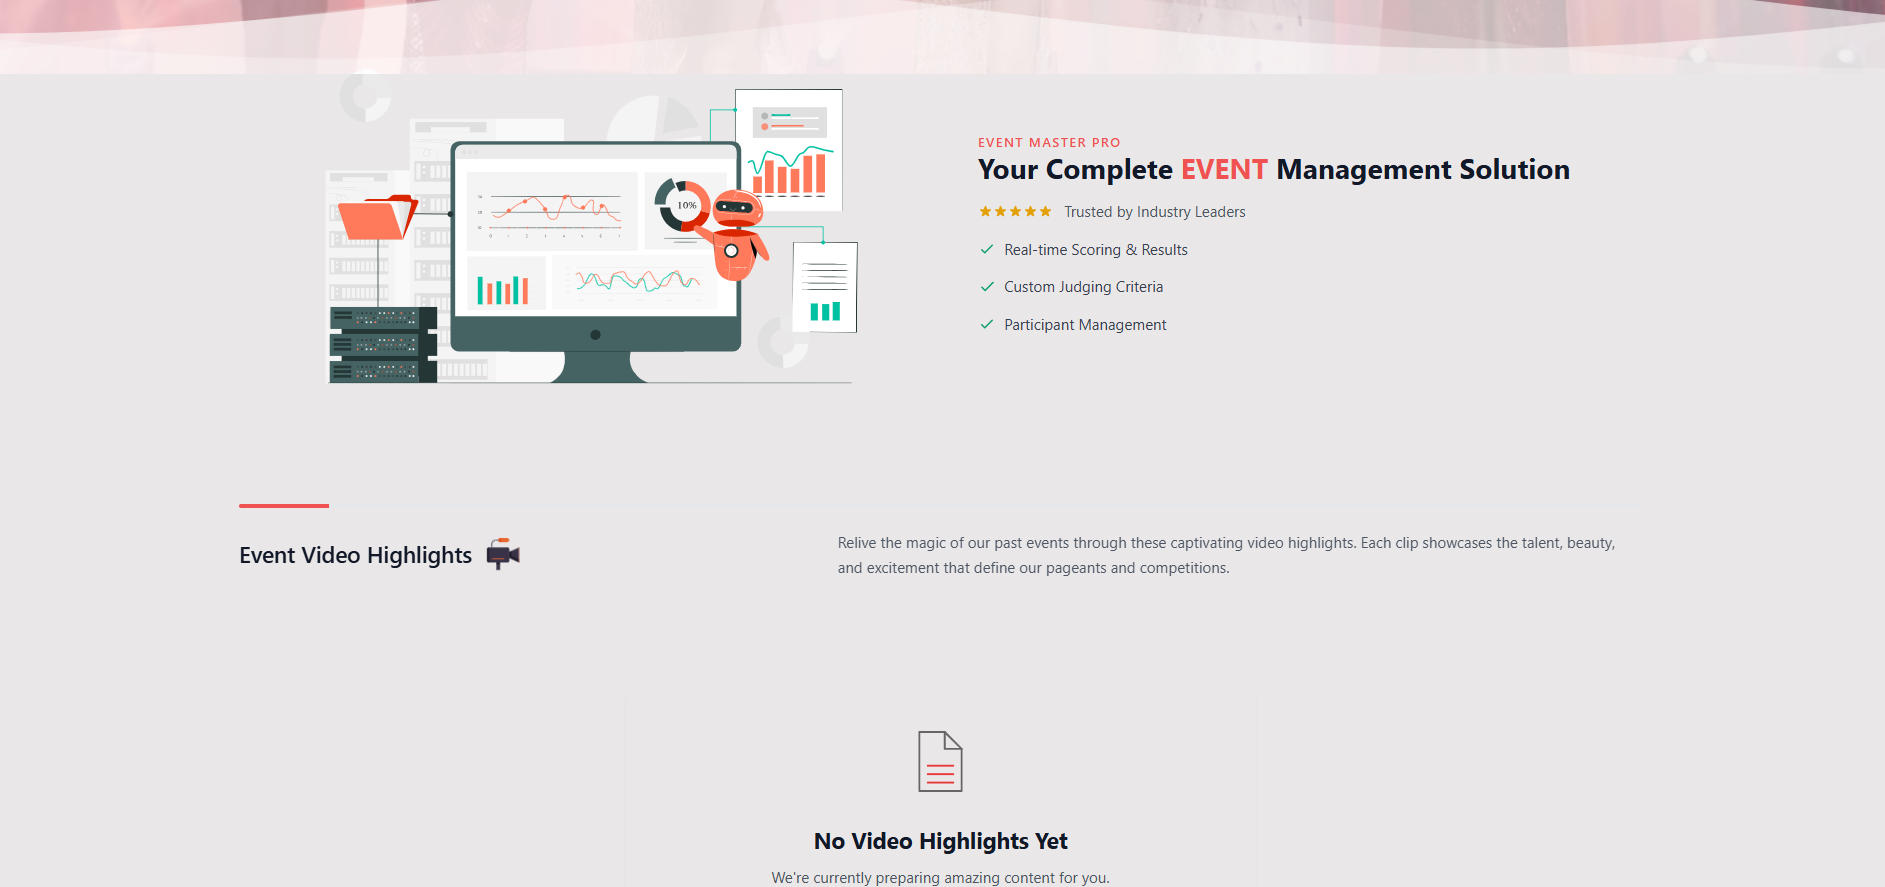 EVENT MASTER PRO
Your Complete EVENT Management Solution
Trusted by Industry Leaders
Real-time Scoring & Results
Custom Judging Criteria
Participant Management
10%
Event Video Highlights
Relive the magic of our past events through these captivating video highlights. Each clip showcases the talent, beauty,
and excitement that define our pageants and competitions.
No Video Highlights Yet
We're currently preparing amazing content for you.